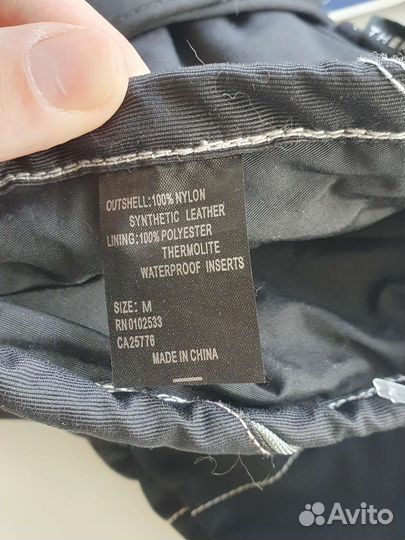 OUTSHELL:100% NYLON
SYNTHETIC LEATHER
LINING:100% POLYESTER
THERMOLITE
WATERPROOF INSERTS
SIZE: M
RN0102533
CA25776
MADE IN CHINA
Avito